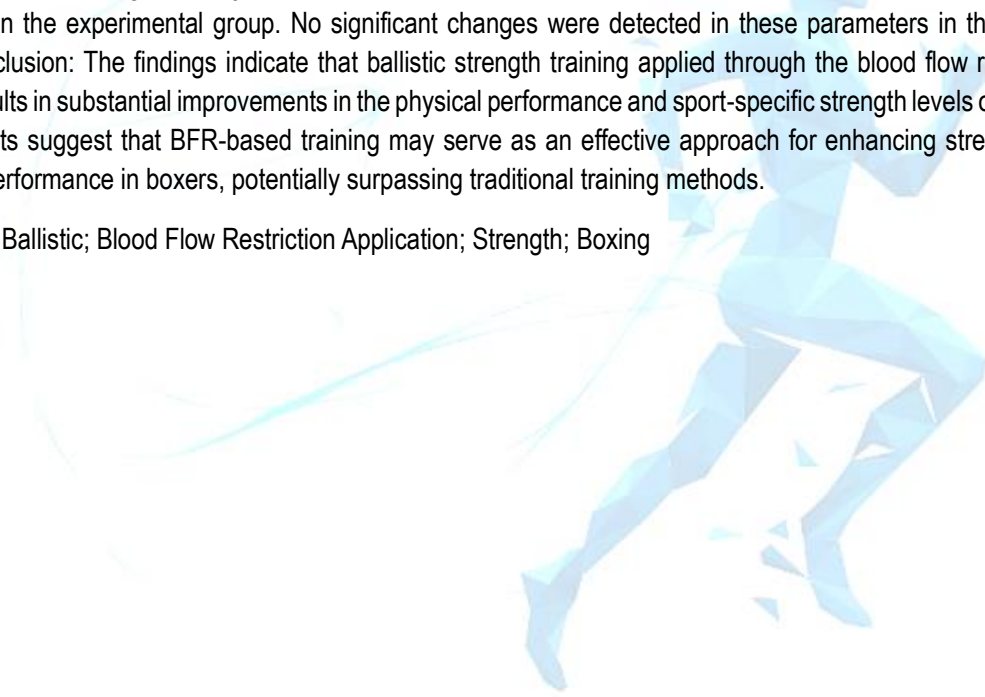 n the experimental group. No significant changes were detected in these parameters in th
clusion: The findings indicate that ballistic strength training applied through the blood flow r
ults in substantial improvements in the physical performance and sport-specific strength levels o
ts suggest that BFR-based training may serve as an effective approach for enhancing stre
erformance in boxers, potentially surpassing traditional training methods.
Ballistic; Blood Flow Restriction Application; Strength; Boxing